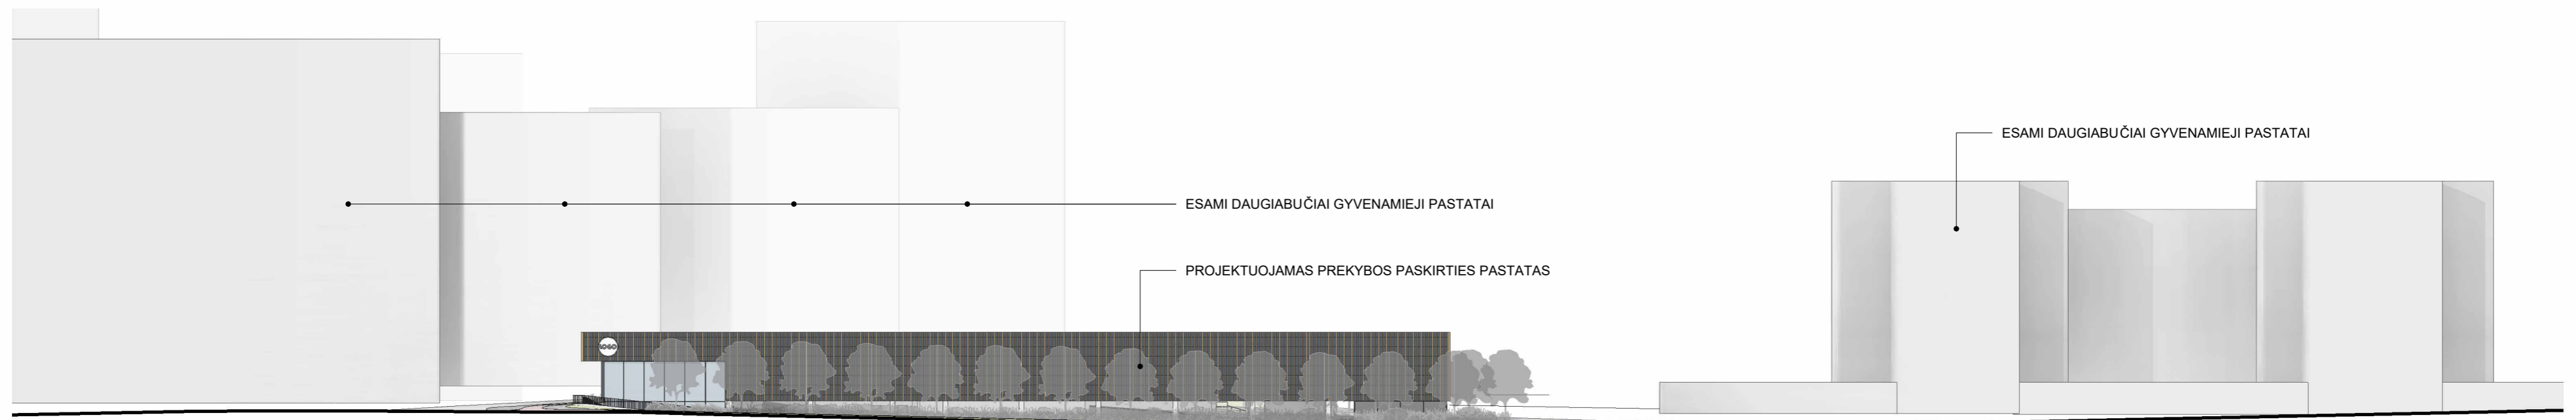 ESAMI DAUGIABUČIAI GYVENAMIEJI PASTATAI
ESAMI DAUGIABUČIAI GYVENAMIEJI PASTATAI
PROJEKTUOJAMAS PREKYBOS PASKIRTIES PASTATAS
LOGO